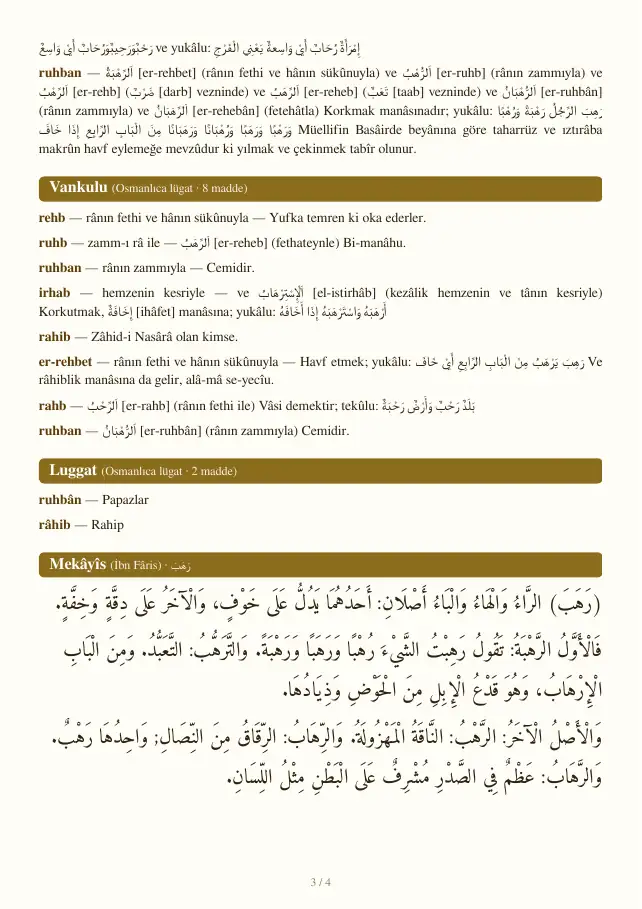 رَحْبٌوَرَحِيبٌوَرُحَابٌ أَيْ وَاسِعٌ ve yukâlu: إِمْرَأَةٌ رُحَابٌ أَيْ وَاسِعةٌ يَعْنِي الْفَرْجِ
ruhban — اَلرَّهْبَةُ [er-rehbet] (rânın fethi ve hânın sükûnuyla) ve اَلرُّهْبُ [er-ruhb] (rânın zammıyla) ve
اَلرَّهْبُ [er-rehb] (ضَرْبٌ [darb] vezninde) ve اَلرَّهَبُ [er-reheb] (تَعَبٌ [taab] vezninde) ve اَلرُّهْبَانُ [er-ruhbân]
(rânın zammıyla) ve اَلرَّهَبَانُ [er-rehebân] (fetehâtla) Korkmak manâsınadır; yukâlu: رَهِبَ الرَّجُلُ رَهْبَةً وَرُهْبًا
وَرَهْبًا وَرَهَبًا وَرُهْبَانًا وَرَهَبَانًا مِنَ الْبَابِ الرَّابِعِ إِذَا خَافَ Müellifin Basâirde beyânına göre taharrüz ve ıztırâba
makrûn havf eylemeğe mevzûdur ki yılmak ve çekinmek tabîr olunur.
Vankulu (Osmanlıca lügat · 8 madde)
rehb — rânın fethi ve hânın sükûnuyla — Yufka temren ki oka ederler.
ruhb — zamm-ı râ ile — اَلرَّهَبُ [er-reheb] (fethateynle) Bi-manâhu.
ruhban — rânın zammıyla — Cemidir.
irhab — hemzenin kesriyle — ve اَلْإِسْتِرْهَابُ [el-istirhâb] (kezâlik hemzenin ve tânın kesriyle)
Korkutmak, إِخَافَةٌ [ihâfet] manâsına; yukâlu: أَرْهَبَهُ وَاسْتَرْهَبَهُ إِذَا أَخَافَهُ
rahib — Zâhid-i Nasârâ olan kimse.
er-rehbet — rânın fethi ve hânın sükûnuyla — Havf etmek; yukâlu: رَهِبَ يَرْهَبُ مِنْ الْبَابِ الرَّابِعِ أَيْ خَافَ Ve
râhiblik manâsına da gelir, alâ-mâ se-yecîu.
rahb — اَلرَّحْبُ [er-rahb] (rânın fethi ile) Vâsi demektir; tekûlu: بَلَدٌ رَحْبٌ وَأَرْضٌ رَحْبَةٌ
ruhban — اَلرُّهْبَانُ [er-ruhbân] (rânın zammıyla) Cemidir.
Luggat (Osmanlıca lügat · 2 madde)
ruhbân — Papazlar
râhib — Rahip
Mekâyîs (İbn Fâris) · رَهَبَ
(رَهَبَ) الرَّاءُ وَالْهَاءُ وَالْبَاءُ أَصْلَانِ: أَحَدُهُمَا يَدُلُّ عَلَى خَوْفٍ، وَالْآخَرُ عَلَى دِقَّةٍ وَخِفَّةٍ.
فَالْأَوَّلُ الرَّهْبَةُ: تَقُولُ رَهِبْتُ الشَّيْءَ رُهْبًا وَرَهَبًا وَرَهْبَةً. وَالتَّرَهُّبُ: التَّعَبُّدُ. وَمِنَ الْبَابِ
الْإِرْهَابُ، وَهُوَ قَدْعُ الْإِبِلِ مِنَ الْحَوْضِ وَذِيَادُهَا.
وَالْأَصْلُ الْآخَرُ: الرَّهْبُ: النَّاقَةُ الْمَهْزُولَةُ. وَالرِّهَابُ: الرِّقَاقُ مِنَ النِّصَالِ; وَاحِدُهَا رَهْبٌ.
وَالرَّهَابُ: عَظْمٌ فِي الصَّدْرِ مُشْرِفٌ عَلَى الْبَطْنِ مِثْلُ اللِّسَانِ.
3 / 4